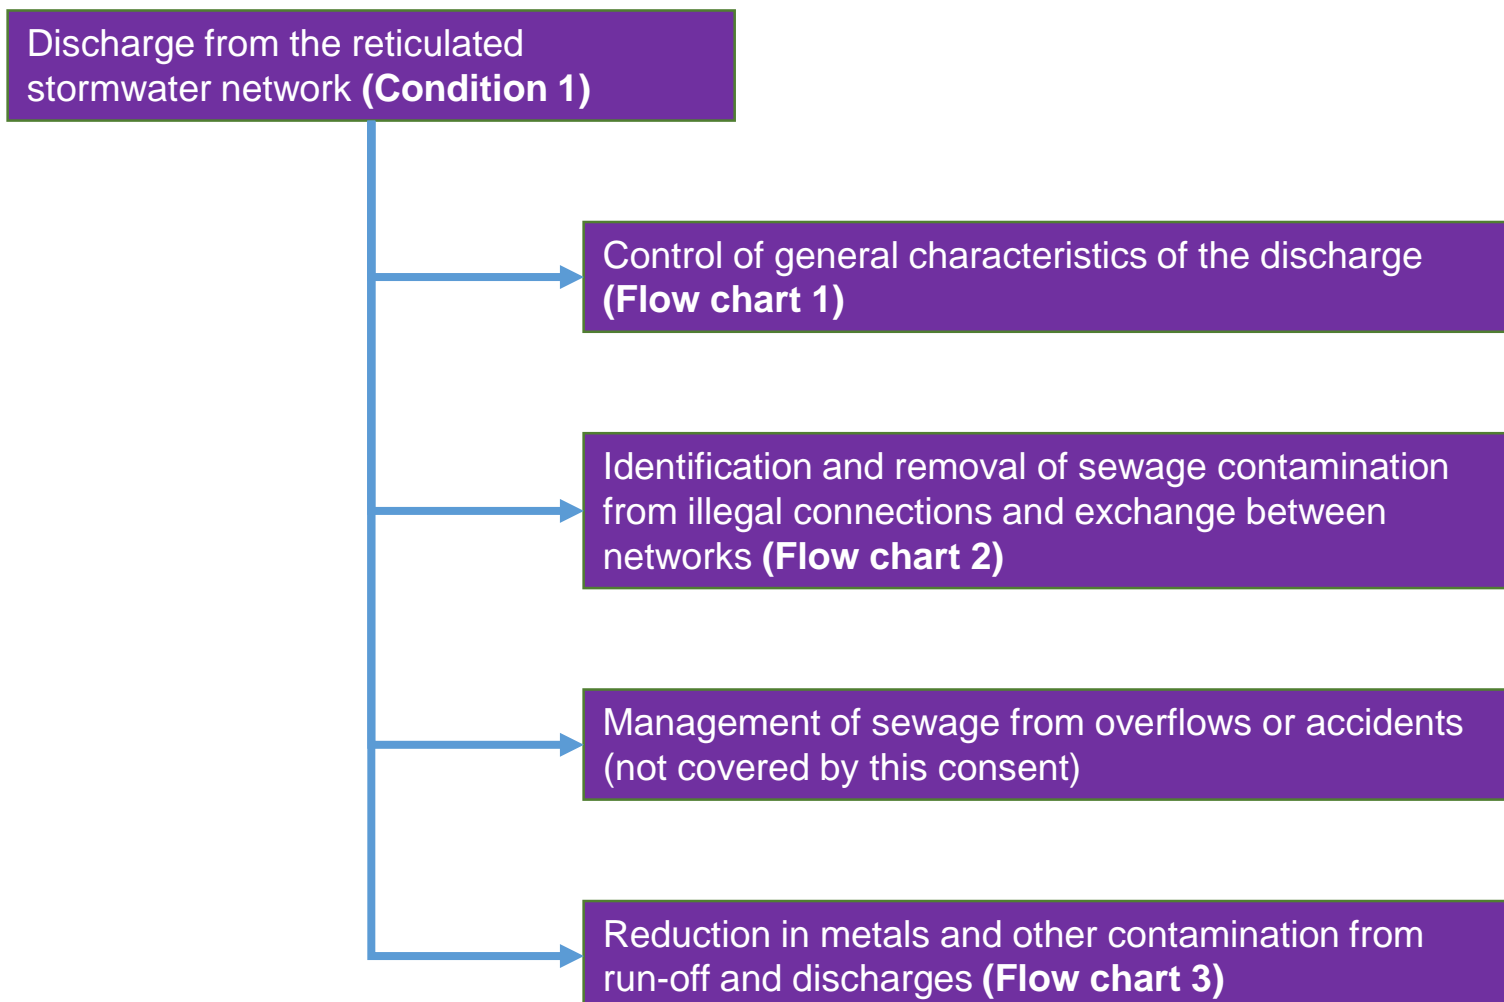 Discharge from the reticulated
stormwater network (Condition 1)
Control of general characteristics of the discharge
(Flow chart 1)
Identification and removal of sewage contamination
from illegal connections and exchange between
networks (Flow chart 2)
Management of sewage from overflows or accidents
(not covered by this consent)
Reduction in metals and other contamination from
run-off and discharges (Flow chart 3)